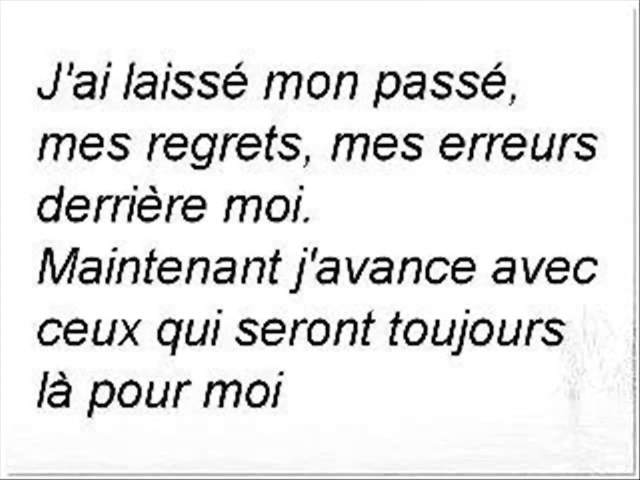 J'ai laissé mon passé,
mes regrets, mes erreurs
derrière moi.
Maintenant j'avance avec
ceux qui seront toujours
là pour moi